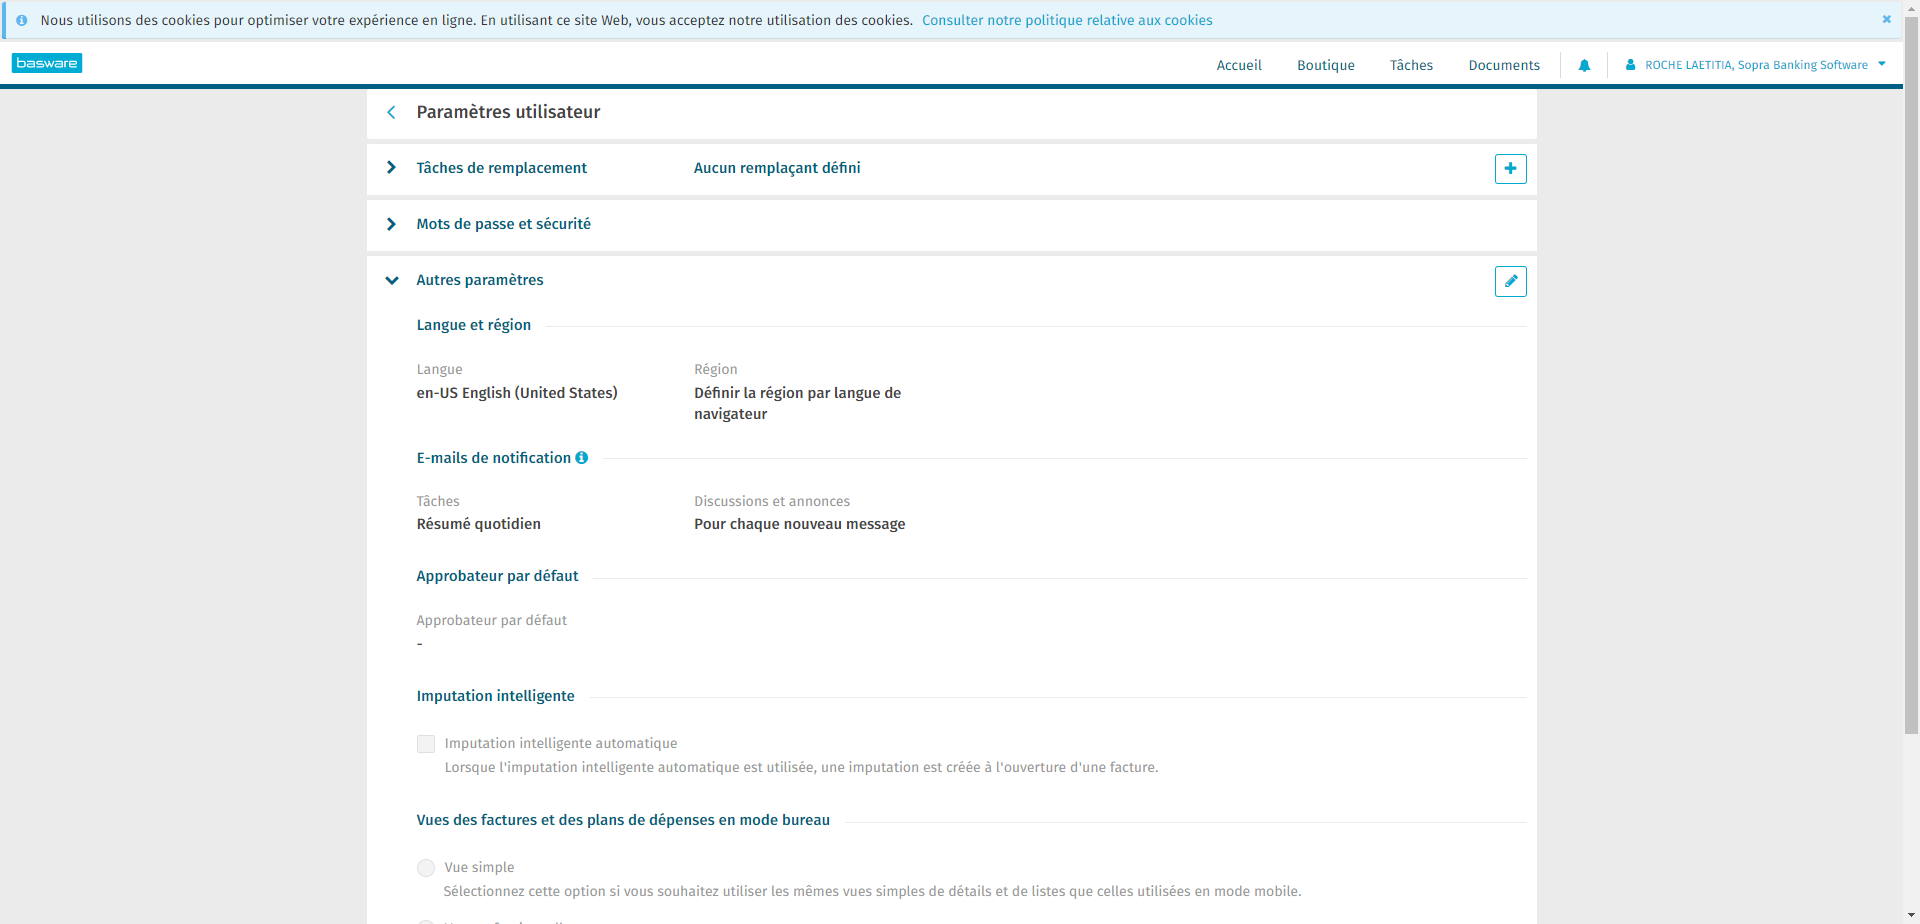 Nous utilisons des cookies pour optimiser votre expérience en ligne. En utilisant ce site Web, vous acceptez notre utilisation des cookies. Consulter notre politique relative aux cookies
basware
Accueil Boutique Tâches Documents ROCHE LAETITIA, Sopra Banking Software
Paramètres utilisateur
Tâches de remplacement Aucun remplaçant défini
Mots de passe et sécurité
Autres paramètres
Langue et région
Langue Région
en-US English (United States) Définir la région par langue de
navigateur
E-mails de notification
Tâches Discussions et annonces
Résumé quotidien Pour chaque nouveau message
Approbateur par défaut
Approbateur par défaut
-
Imputation intelligente
Imputation intelligente automatique
Lorsque l'imputation intelligente automatique est utilisée, une imputation est créée à l'ouverture d'une facture.
Vues des factures et des plans de dépenses en mode bureau
Vue simple
Sélectionnez cette option si vous souhaitez utiliser les mêmes vues simples de détails et de listes que celles utilisées en mode mobile.